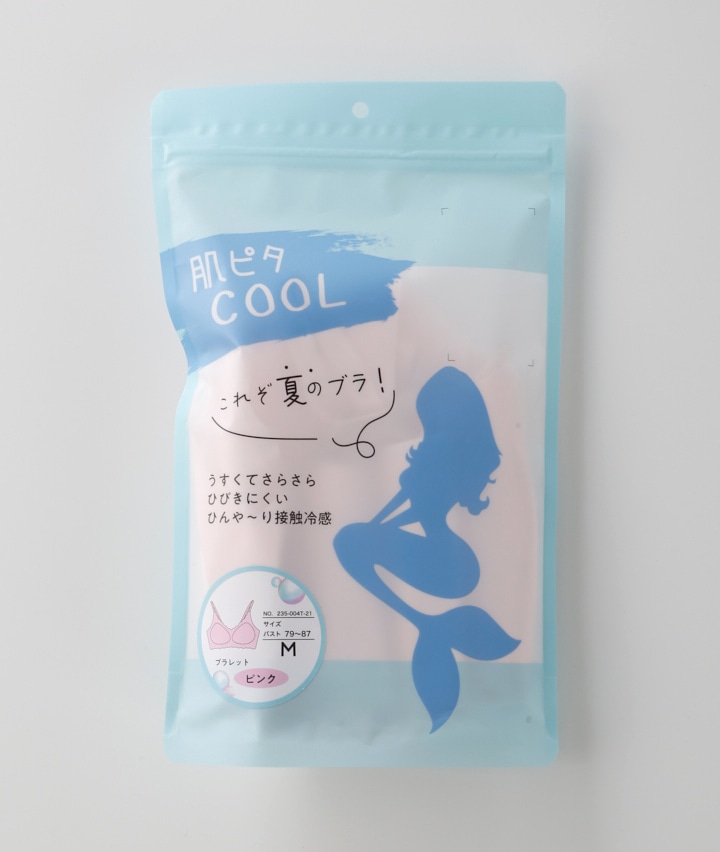 肌ピタ
COOL
これぞ夏のブラ！
うすくてさらさら
ひびきにくい
ひんや～り接触冷感
NO. 235-004T-21
サイズ
バスト 79～87
M
ブラレット
ピンク